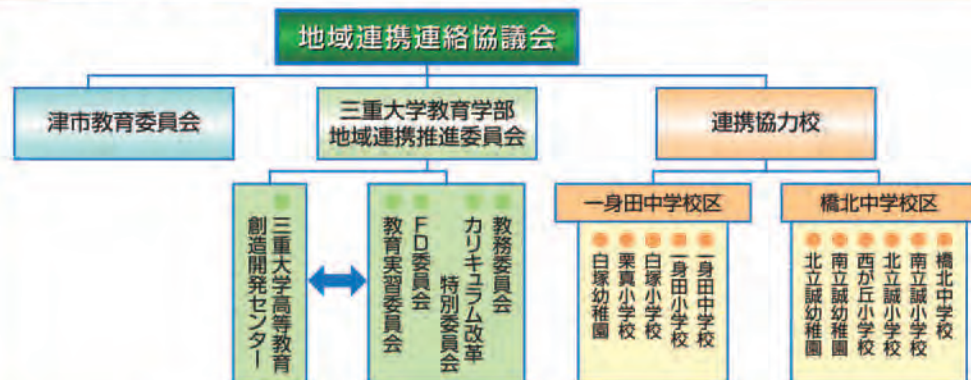 地域連携連絡協議会
津市教育委員会
三重大学教育学部
地域連携推進委員会
連携協力校
三重大学高等教育
創造開発センター
教務委員会
カリキュラム改革
特別委員会
FD委員会
教育実習委員会
一身田中学校区
一身田中学校
一身田小学校
白塚小学校
栗真小学校
白塚幼稚園
橋北中学校区
橋北中学校
南立誠小学校
北立誠小学校
西が丘小学校
南立誠幼稚園
北立誠幼稚園